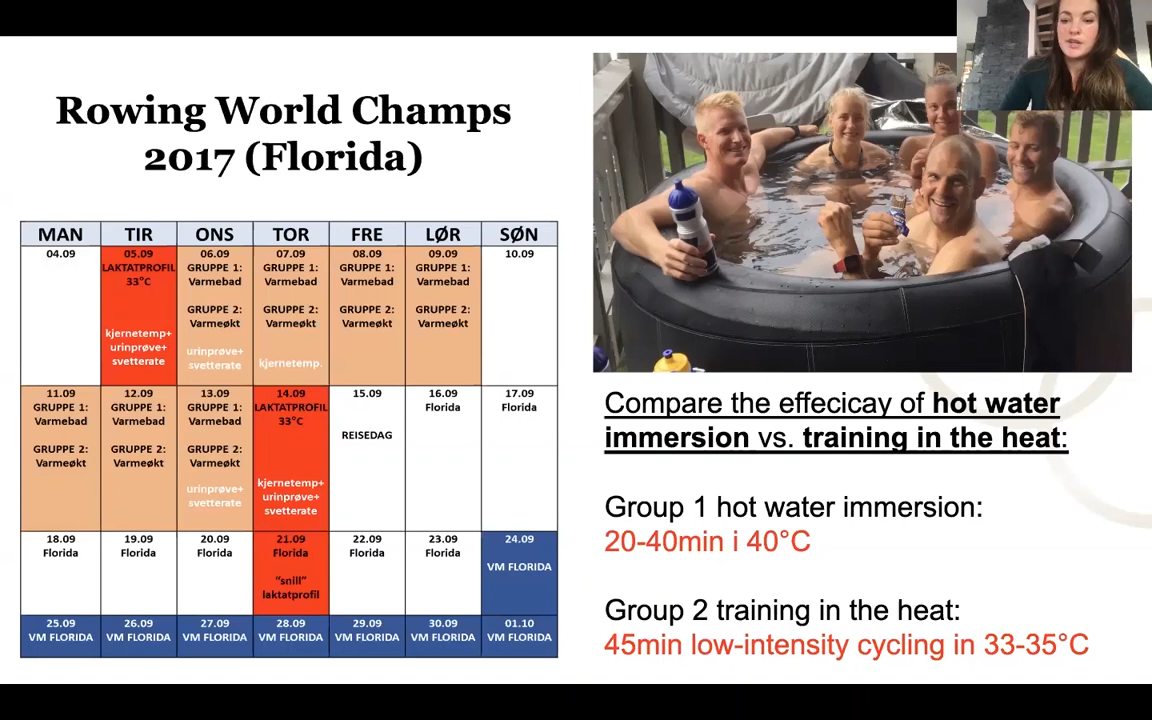 Rowing World Champs
2017 (Florida)
MAN TIR ONS TOR FRE LØR SØN
04.09
05.09
LAKTATPROFIL
33°C
kjernetemp+
urinprøve+
svetterate
06.09
GRUPPE 1:
Varmebad
GRUPPE 2:
Varmeøkt
urinprøve+
svetterate
07.09
GRUPPE 1:
Varmebad
GRUPPE 2:
Varmeøkt
kjernetemp.
08.09
GRUPPE 1:
Varmebad
GRUPPE 2:
Varmeøkt
09.09
GRUPPE 1:
Varmebad
GRUPPE 2:
Varmeøkt
10.09
11.09
GRUPPE 1:
Varmebad
GRUPPE 2:
Varmeøkt
12.09
GRUPPE 1:
Varmebad
GRUPPE 2:
Varmeøkt
13.09
GRUPPE 1:
Varmebad
GRUPPE 2:
Varmeøkt
urinprøve+
svetterate
14.09
LAKTATPROFIL
33°C
kjernetemp+
urinprøve+
svetterate
15.09
REISEDAG
16.09
Florida
17.09
Florida
18.09
Florida
19.09
Florida
20.09
Florida
21.09
Florida
"snill"
laktatprofil
22.09
Florida
23.09
Florida
24.09
VM FLORIDA
25.09
VM FLORIDA
26.09
VM FLORIDA
27.09
VM FLORIDA
28.09
VM FLORIDA
29.09
VM FLORIDA
30.09
VM FLORIDA
01.10
VM FLORIDA
Compare the effecicay of hot water
immersion vs. training in the heat:
Group 1 hot water immersion:
20-40min i 40°C
Group 2 training in the heat:
45min low-intensity cycling in 33-35°C